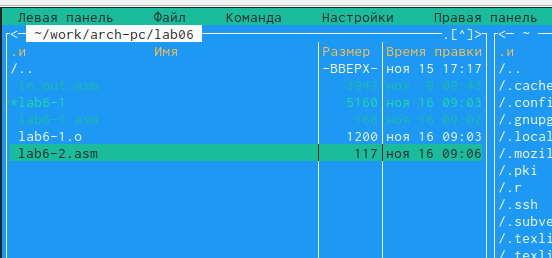 Левая панель Файл Команда Настройки Правая панель
<─ ~/work/arch-pc/lab06 .[^]> <─ ~
.и Имя Размер Время правки .и
/.. -ВВЕРХ- ноя 15 17:17 /..
in_out.asm 3942 ноя 9 09:43 /.cache
*lab6-1 5160 ноя 16 09:03 /.config
lab6-1.asm 168 ноя 16 09:02 /.gnupg
lab6-1.o 1200 ноя 16 09:03 /.local
lab6-2.asm 117 ноя 16 09:06 /.mozil
/.pki
/.r
/.ssh
/.subve
/.texli
/.texli